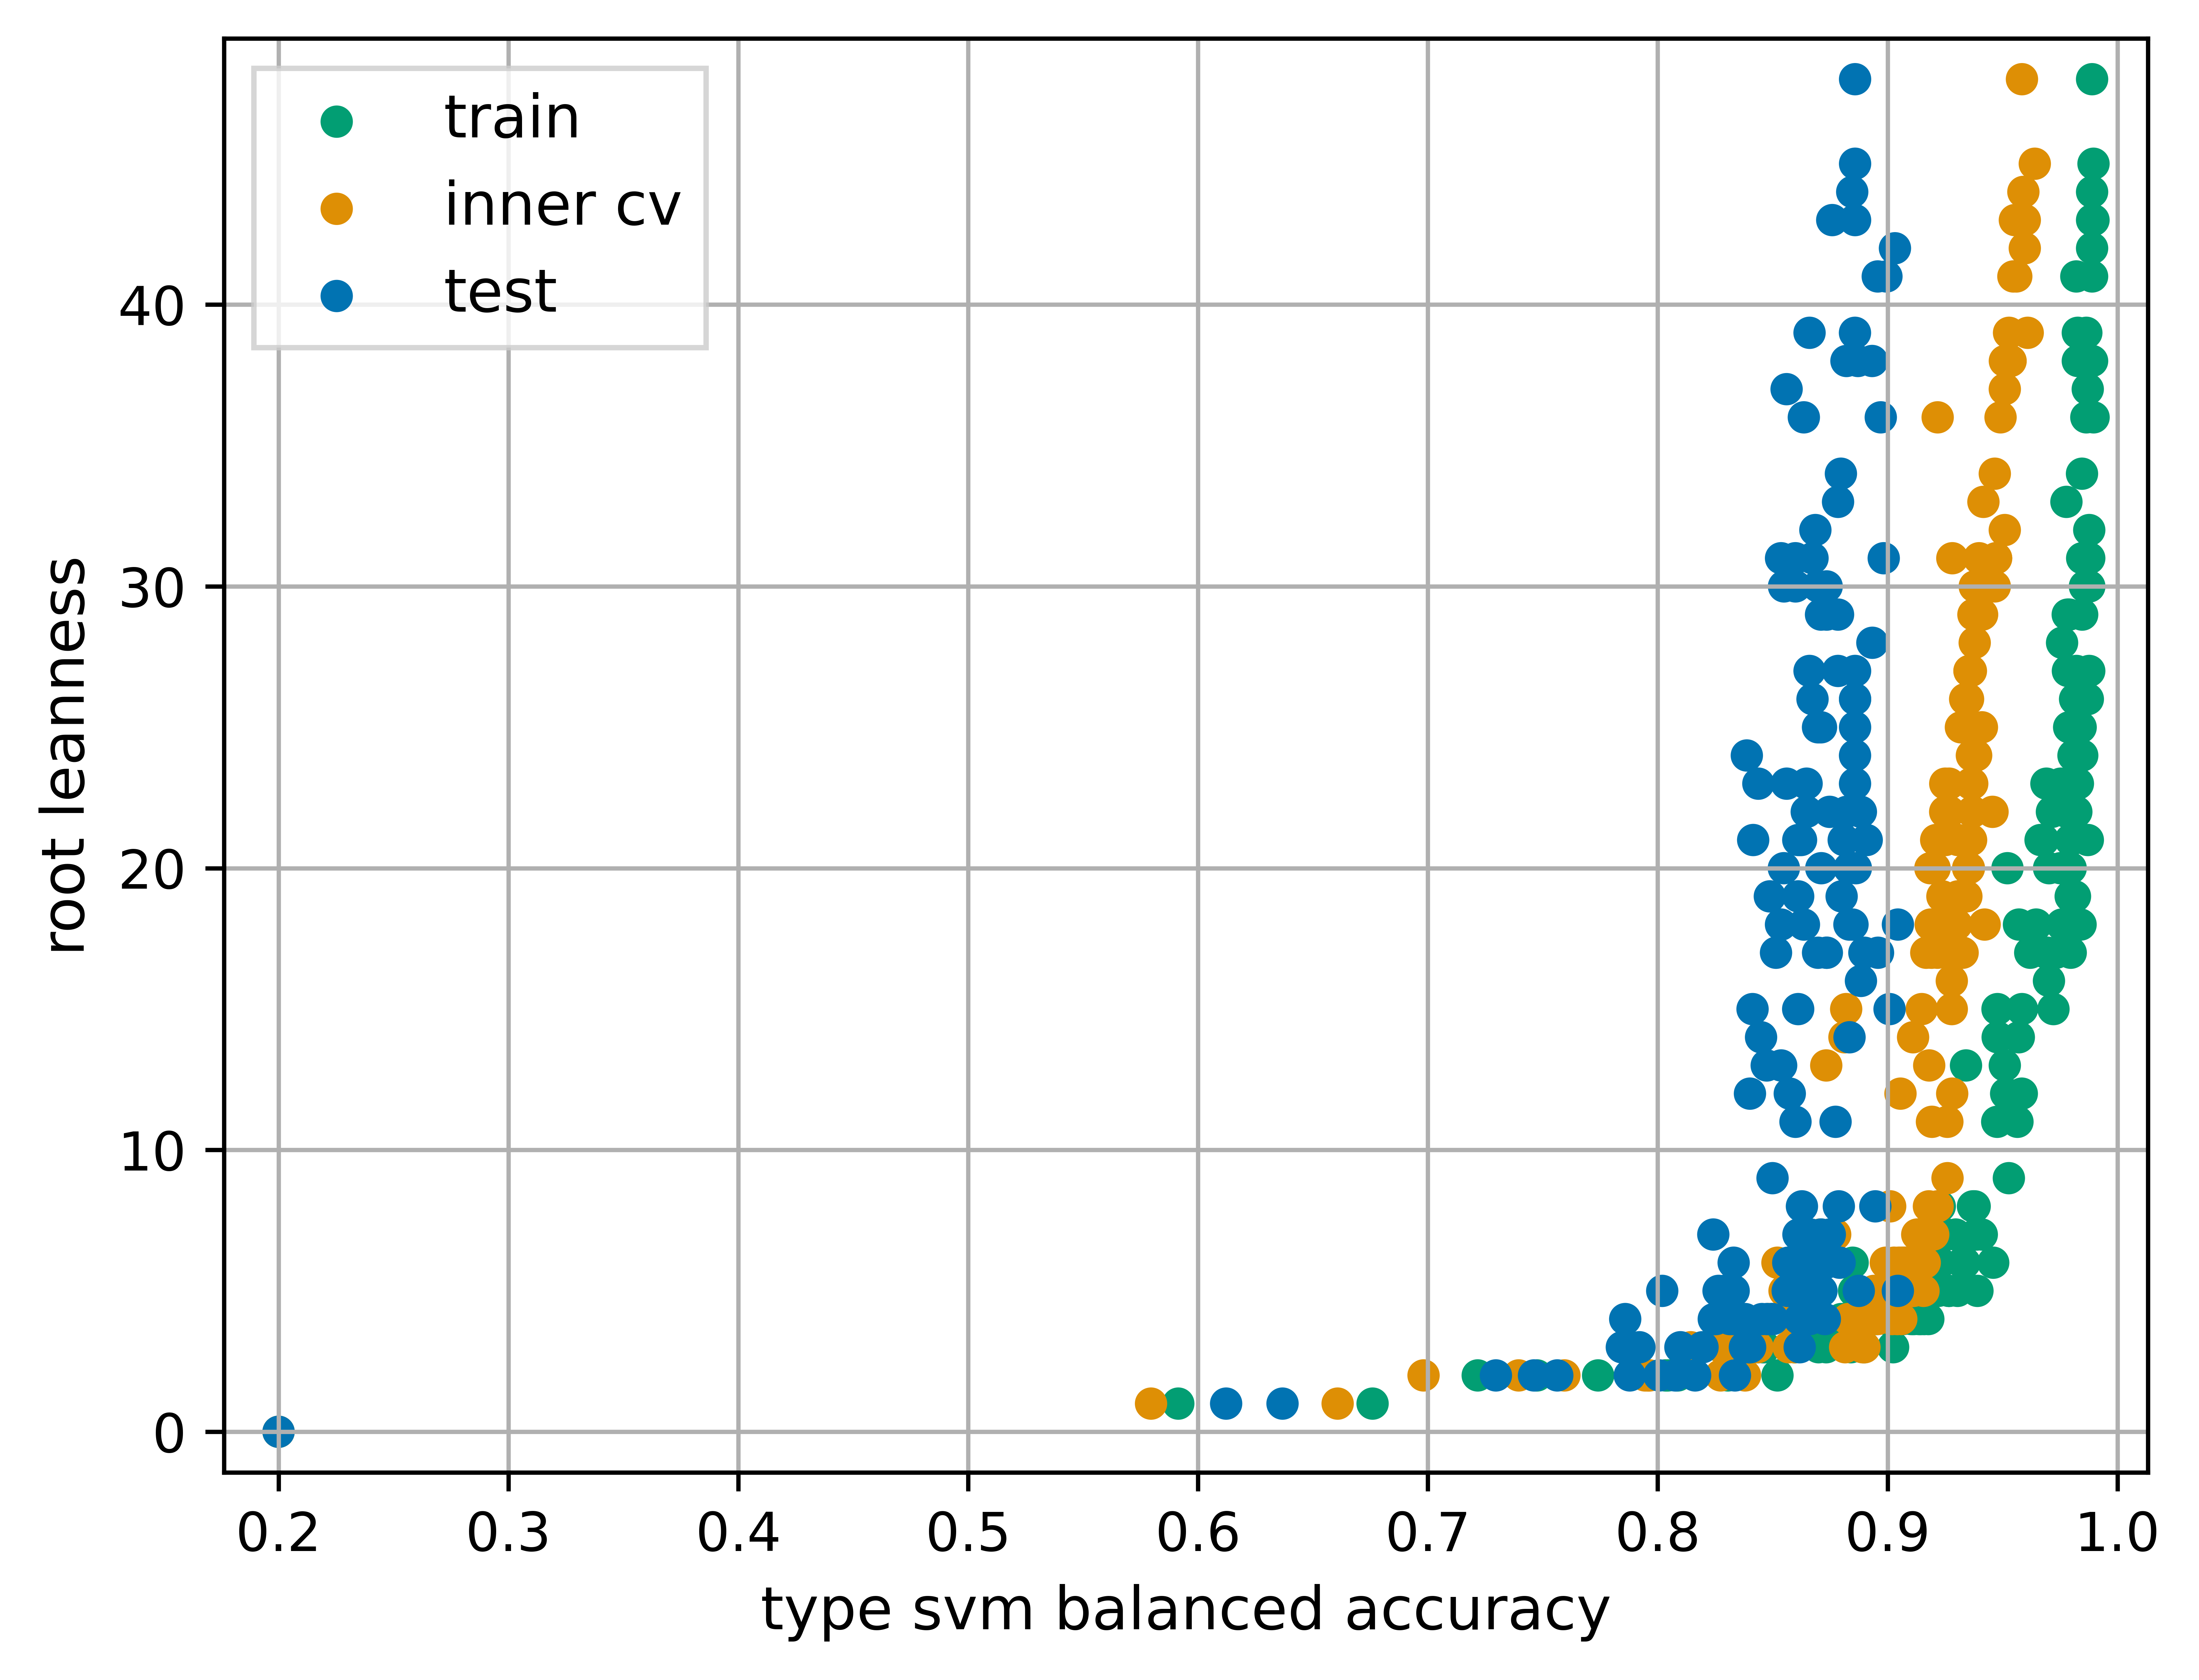 train
inner cv
test
40
30
20
10
0
root leanness
0.2 0.3 0.4 0.5 0.6 0.7 0.8 0.9 1.0
type svm balanced accuracy